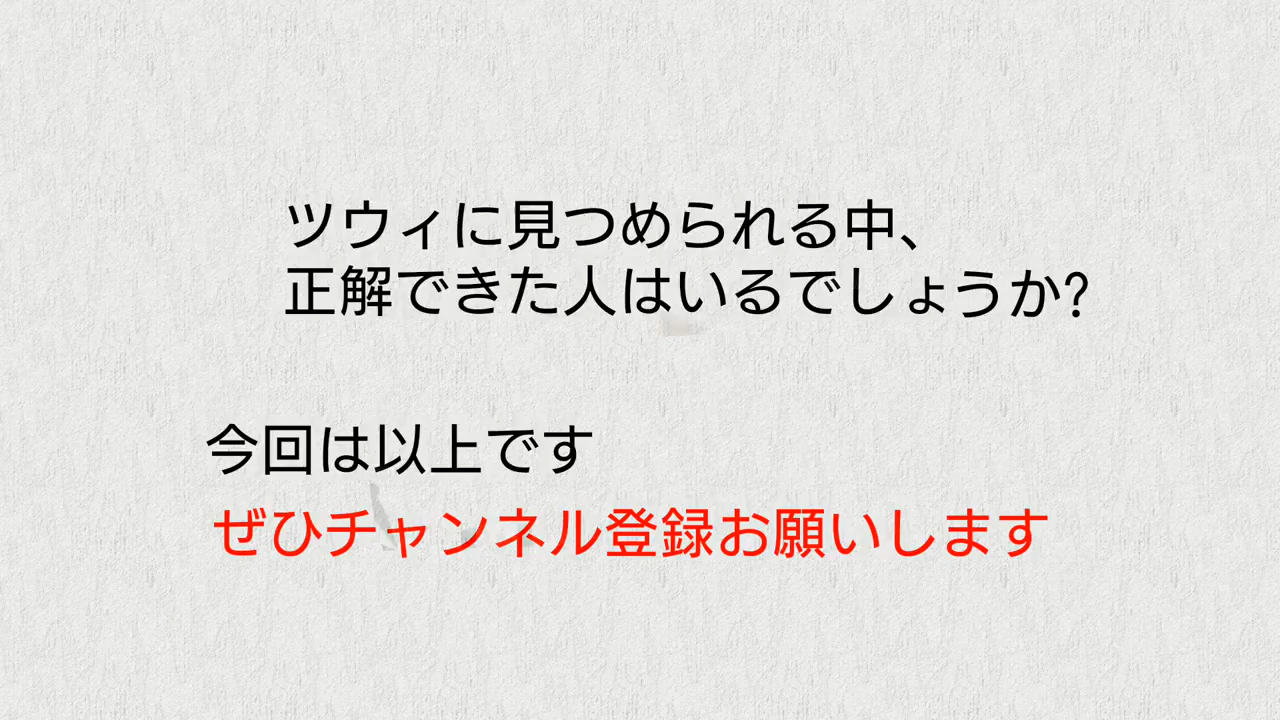 ツウィに見つめられる中、
正解できた人はいるでしょうか?
今回は以上です
ぜひチャンネル登録お願いします